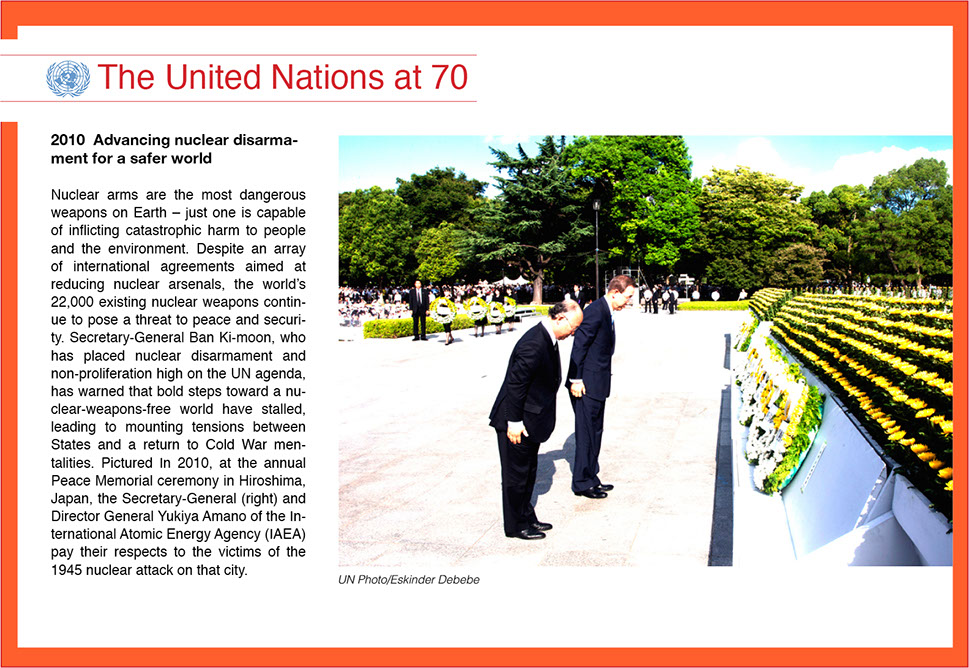 The United Nations at 70
2010  Advancing nuclear disarma-
ment for a safer world
Nuclear arms are the most dangerous
weapons on Earth – just one is capable
of inflicting catastrophic harm to people
and the environment. Despite an array
of international agreements aimed at
reducing nuclear arsenals, the world's
22,000 existing nuclear weapons contin-
ue to pose a threat to peace and securi-
ty. Secretary-General Ban Ki-moon, who
has placed nuclear disarmament and
non-proliferation high on the UN agenda,
has warned that bold steps toward a nu-
clear-weapons-free world have stalled,
leading to mounting tensions between
States and a return to Cold War men-
talities. Pictured In 2010, at the annual
Peace Memorial ceremony in Hiroshima,
Japan, the Secretary-General (right) and
Director General Yukiya Amano of the In-
ternational Atomic Energy Agency (IAEA)
pay their respects to the victims of the
1945 nuclear attack on that city.
UN Photo/Eskinder Debebe